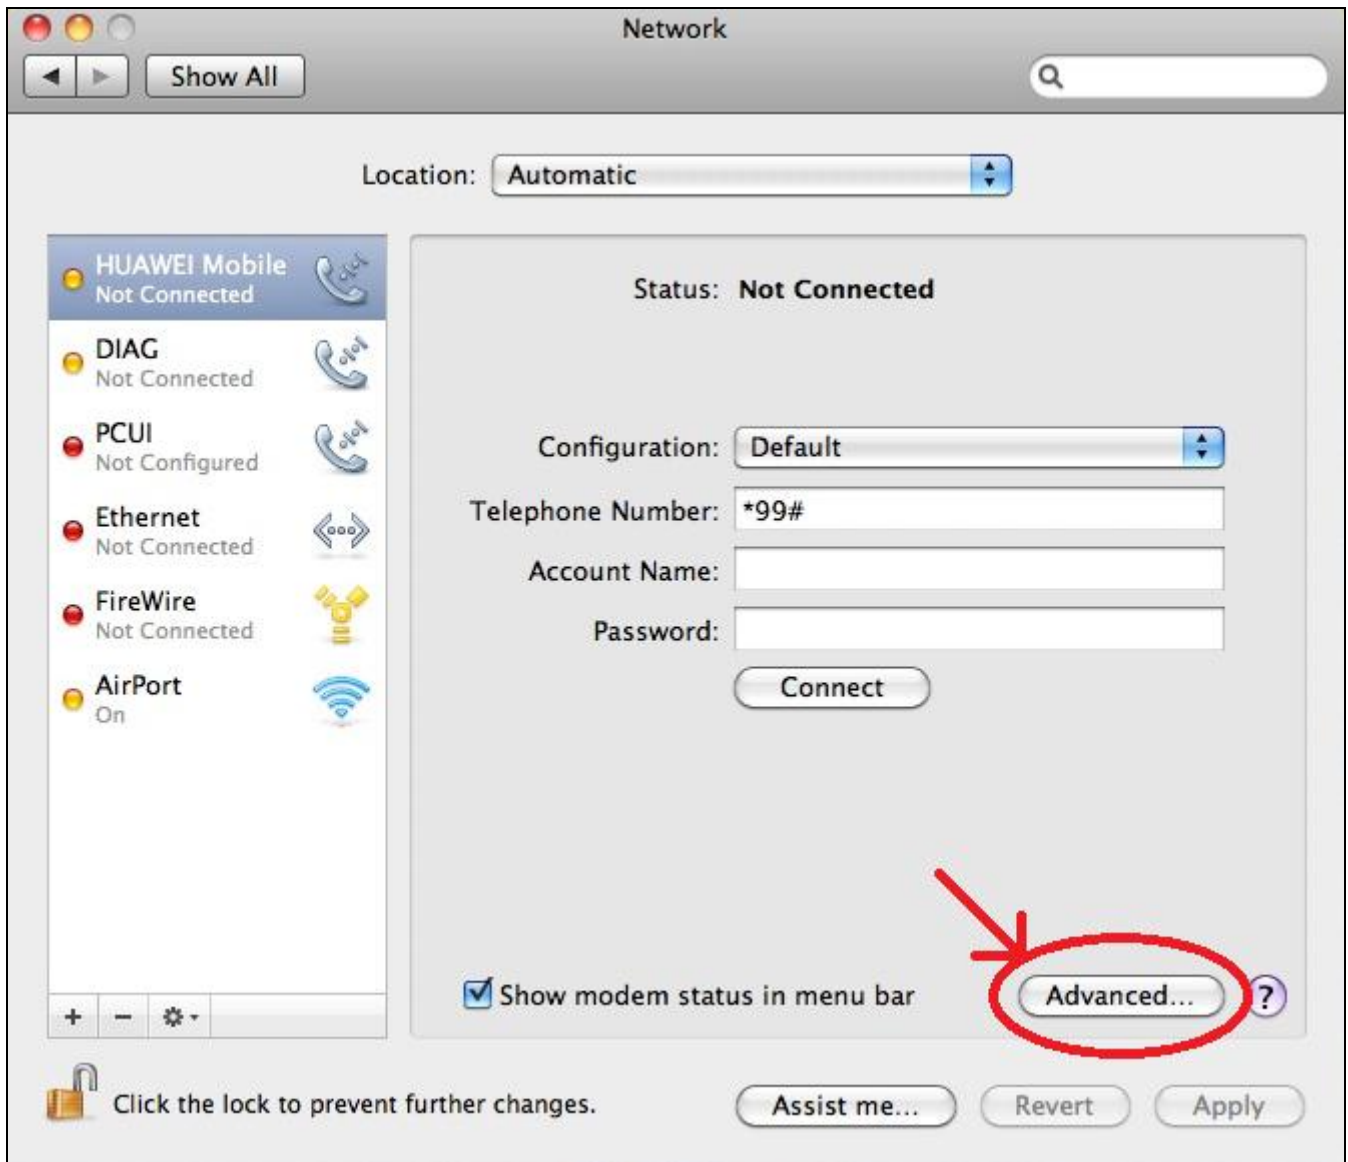 Network
Show All
Location: Automatic
HUAWEI Mobile
Not Connected
DIAG
Not Connected
PCUI
Not Configured
Ethernet
Not Connected
FireWire
Not Connected
AirPort
On
Status: Not Connected
Configuration: Default
Telephone Number: *99#
Account Name:
Password:
Connect
Show modem status in menu bar
Advanced...
?
Click the lock to prevent further changes.
Assist me...
Revert
Apply